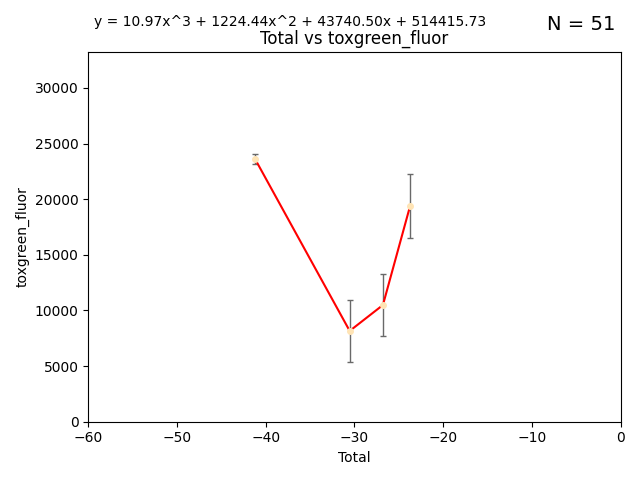 y = 10.97x^3 + 1224.44x^2 + 43740.50x + 514415.73
N = 51
Total vs toxgreen_fluor
30000
25000
20000
15000
10000
5000
0
toxgreen_fluor
−60
−50
−40
−30
−20
−10
0
Total